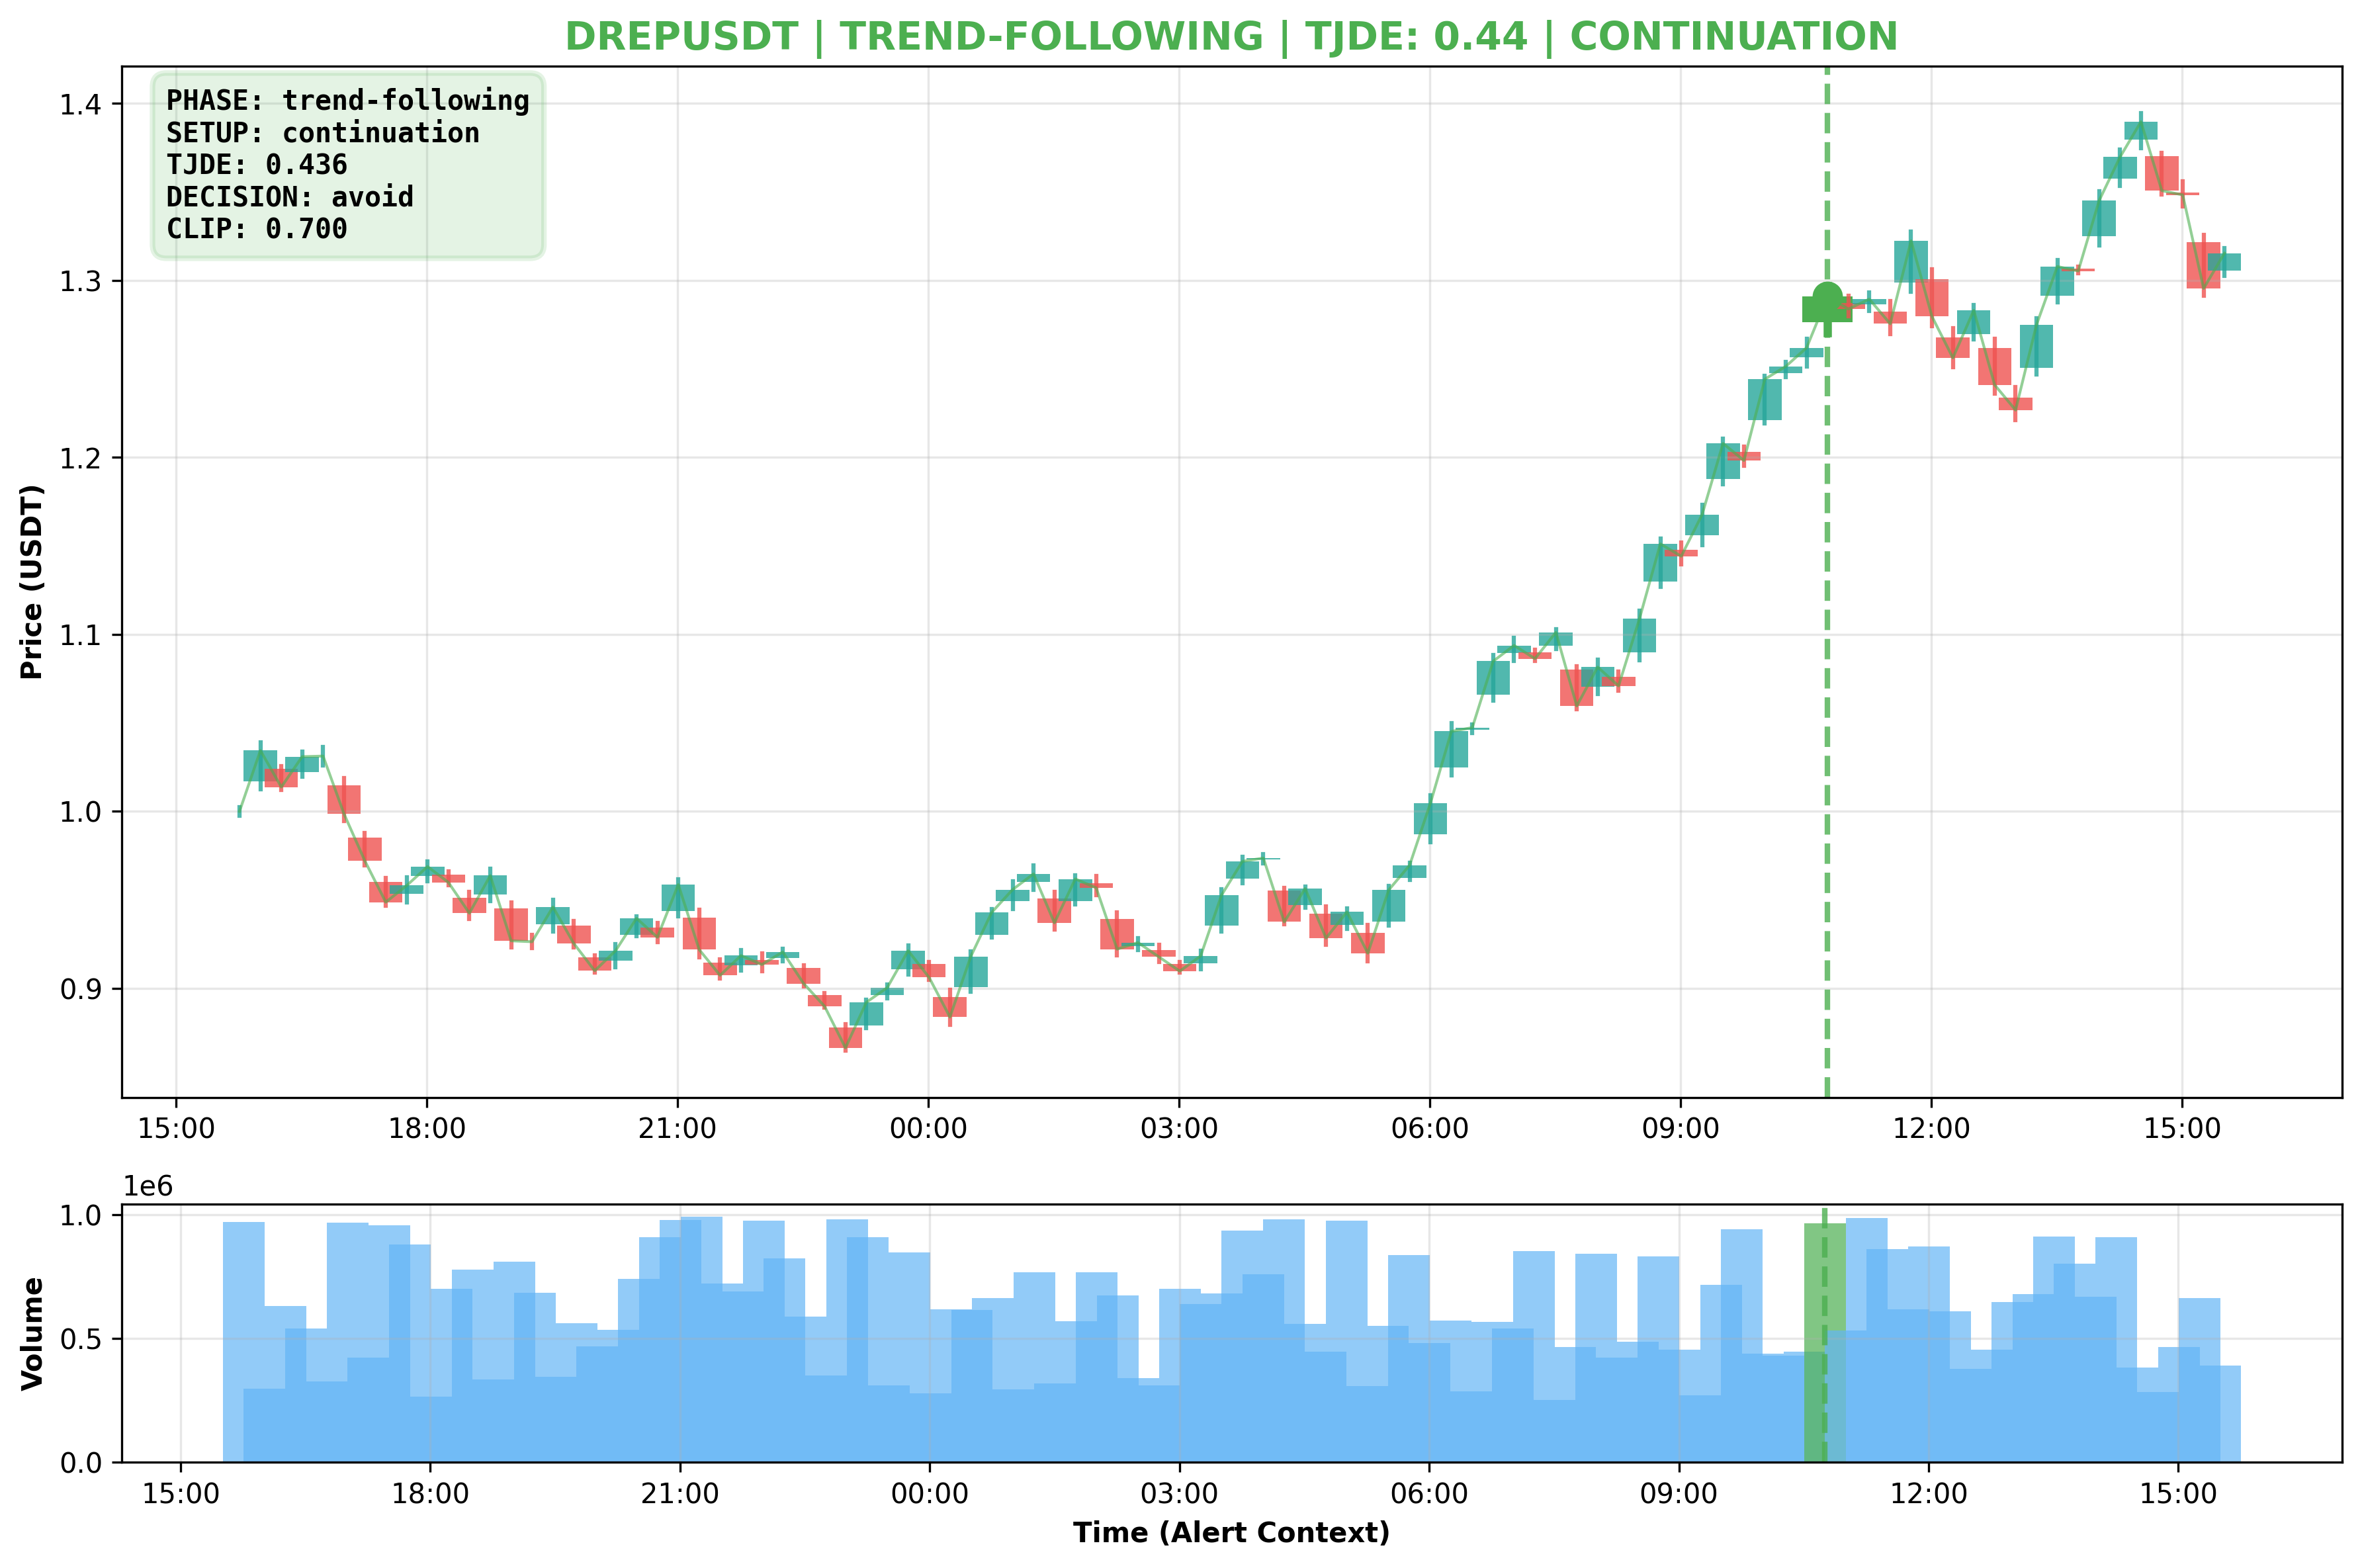 DREPUSDT | TREND-FOLLOWING | TJDE: 0.44 | CONTINUATION
PHASE: trend-following
SETUP: continuation
TJDE: 0.436
DECISION: avoid
CLIP: 0.700
Price (USDT)
1.4
1.3
1.2
1.1
1.0
0.9
15:00 18:00 21:00 00:00 03:00 06:00 09:00 12:00 15:00
1e6
Volume
1.0
0.5
0.0
15:00 18:00 21:00 00:00 03:00 06:00 09:00 12:00 15:00
Time (Alert Context)